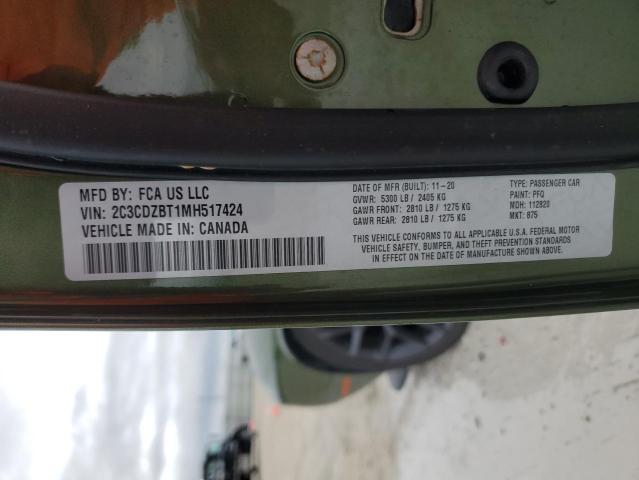 MFD BY: FCA US LLC
VIN: 2C3CDZBT1MH517424
VEHICLE MADE IN: CANADA
DATE OF MFR (BUILT): 11-20
GVWR: 5300 LB / 2405 KG
GAWR FRONT: 2810 LB / 1275 KG
GAWR REAR: 2810 LB / 1275 KG
TYPE: PASSENGER CAR
PAINT: PFQ
MDH: 112820
MKT: 875
THIS VEHICLE CONFORMS TO ALL APPLICABLE U.S.A. FEDERAL MOTOR
VEHICLE SAFETY, BUMPER, AND THEFT PREVENTION STANDARDS
IN EFFECT ON THE DATE OF MANUFACTURE SHOWN ABOVE.